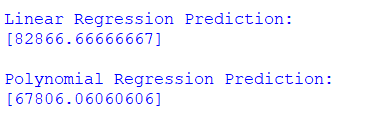 Linear Regression Prediction:
[82866.66666667]
Polynomial Regression Prediction:
[67806.06060606]